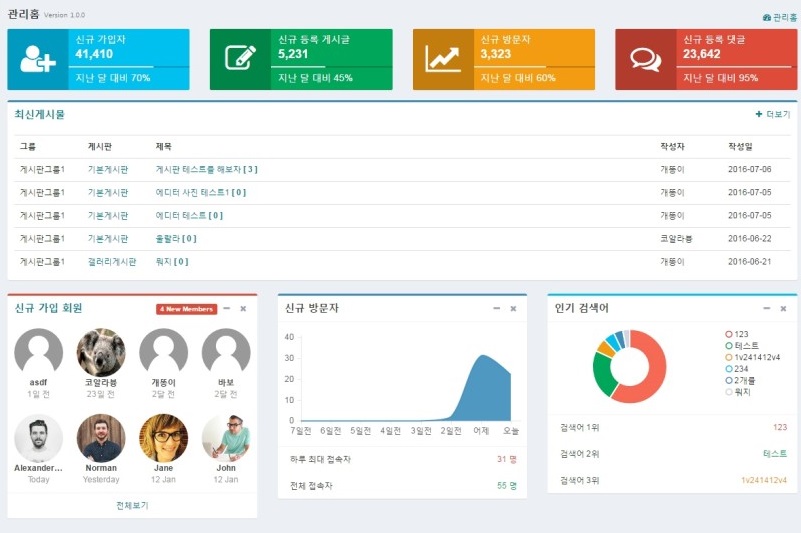 관리홈 Version 1.0.0
관리홈
신규 가입자
41,410
지난 달 대비 70%
신규 등록 게시글
5,231
지난 달 대비 45%
신규 방문자
3,323
지난 달 대비 60%
신규 등록 댓글
23,642
지난 달 대비 95%
최신게시물
더보기
그룹 게시판 제목 작성자 작성일
게시판그룹1 기본게시판 게시판 테스트를 해보자 [ 3 ] 개똥이 2016-07-06
게시판그룹1 기본게시판 에디터 사진 테스트1 [ 0 ] 개똥이 2016-07-05
게시판그룹1 기본게시판 에디터 테스트 [ 0 ] 개똥이 2016-07-05
게시판그룹1 기본게시판 울랄라 [ 0 ] 코알라뿅 2016-06-22
게시판그룹1 갤러리게시판 뭐지 [ 0 ] 개똥이 2016-06-21
신규 가입 회원 4 New Members
asdf 코알라뿅 개똥이 바보
1일 전 23일 전 2달 전 2달 전
Alexander... Norman Jane John
Today Yesterday 12 Jan 12 Jan
전체보기
신규 방문자
40
30
20
10
0
7일전 6일전 5일전 4일전 3일전 2일전 어제 오늘
하루 최대 접속자 31 명
전체 접속자 55 명
인기 검색어
123
테스트
1v241412v4
234
2개를
뭐지
검색어 1위 123
검색어 2위 테스트
검색어 3위 1v241412v4